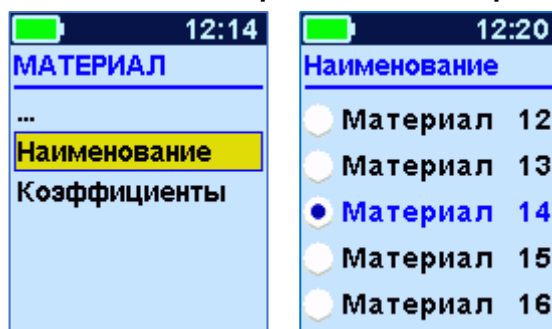 12:14
МАТЕРИАЛ
...
Наименование
Коэффициенты
12:20
Наименование
Материал 12
Материал 13
Материал 14
Материал 15
Материал 16